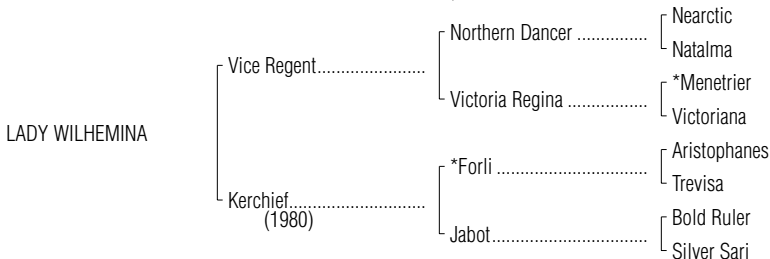 Nearctic
Northern Dancer ...............
Natalma
Vice Regent.......................
*Menetrier
Victoria Regina .................
Victoriana
LADY WILHEMINA
Aristophanes
*Forli ................................
Trevisa
Kerchief.............................
(1980)
Bold Ruler
Jabot.................................
Silver Sari